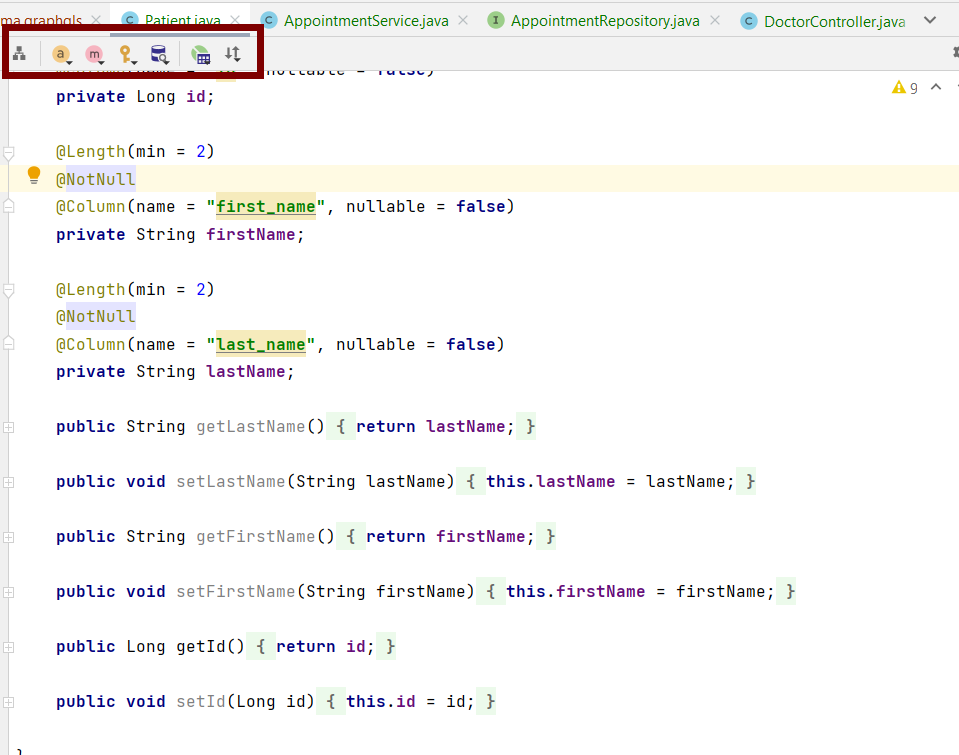 ma.graphqls Patient.java AppointmentService.java AppointmentRepository.java DoctorController.java
a m
nullable = false)
private Long id;
9
@Length(min = 2)
@NotNull
@Column(name = "first_name", nullable = false)
private String firstName;
@Length(min = 2)
@NotNull
@Column(name = "last_name", nullable = false)
private String lastName;
public String getLastName() { return lastName; }
public void setLastName(String lastName) { this.lastName = lastName; }
public String getFirstName() { return firstName; }
public void setFirstName(String firstName) { this.firstName = firstName; }
public Long getId() { return id; }
public void setId(Long id) { this.id = id; }
}